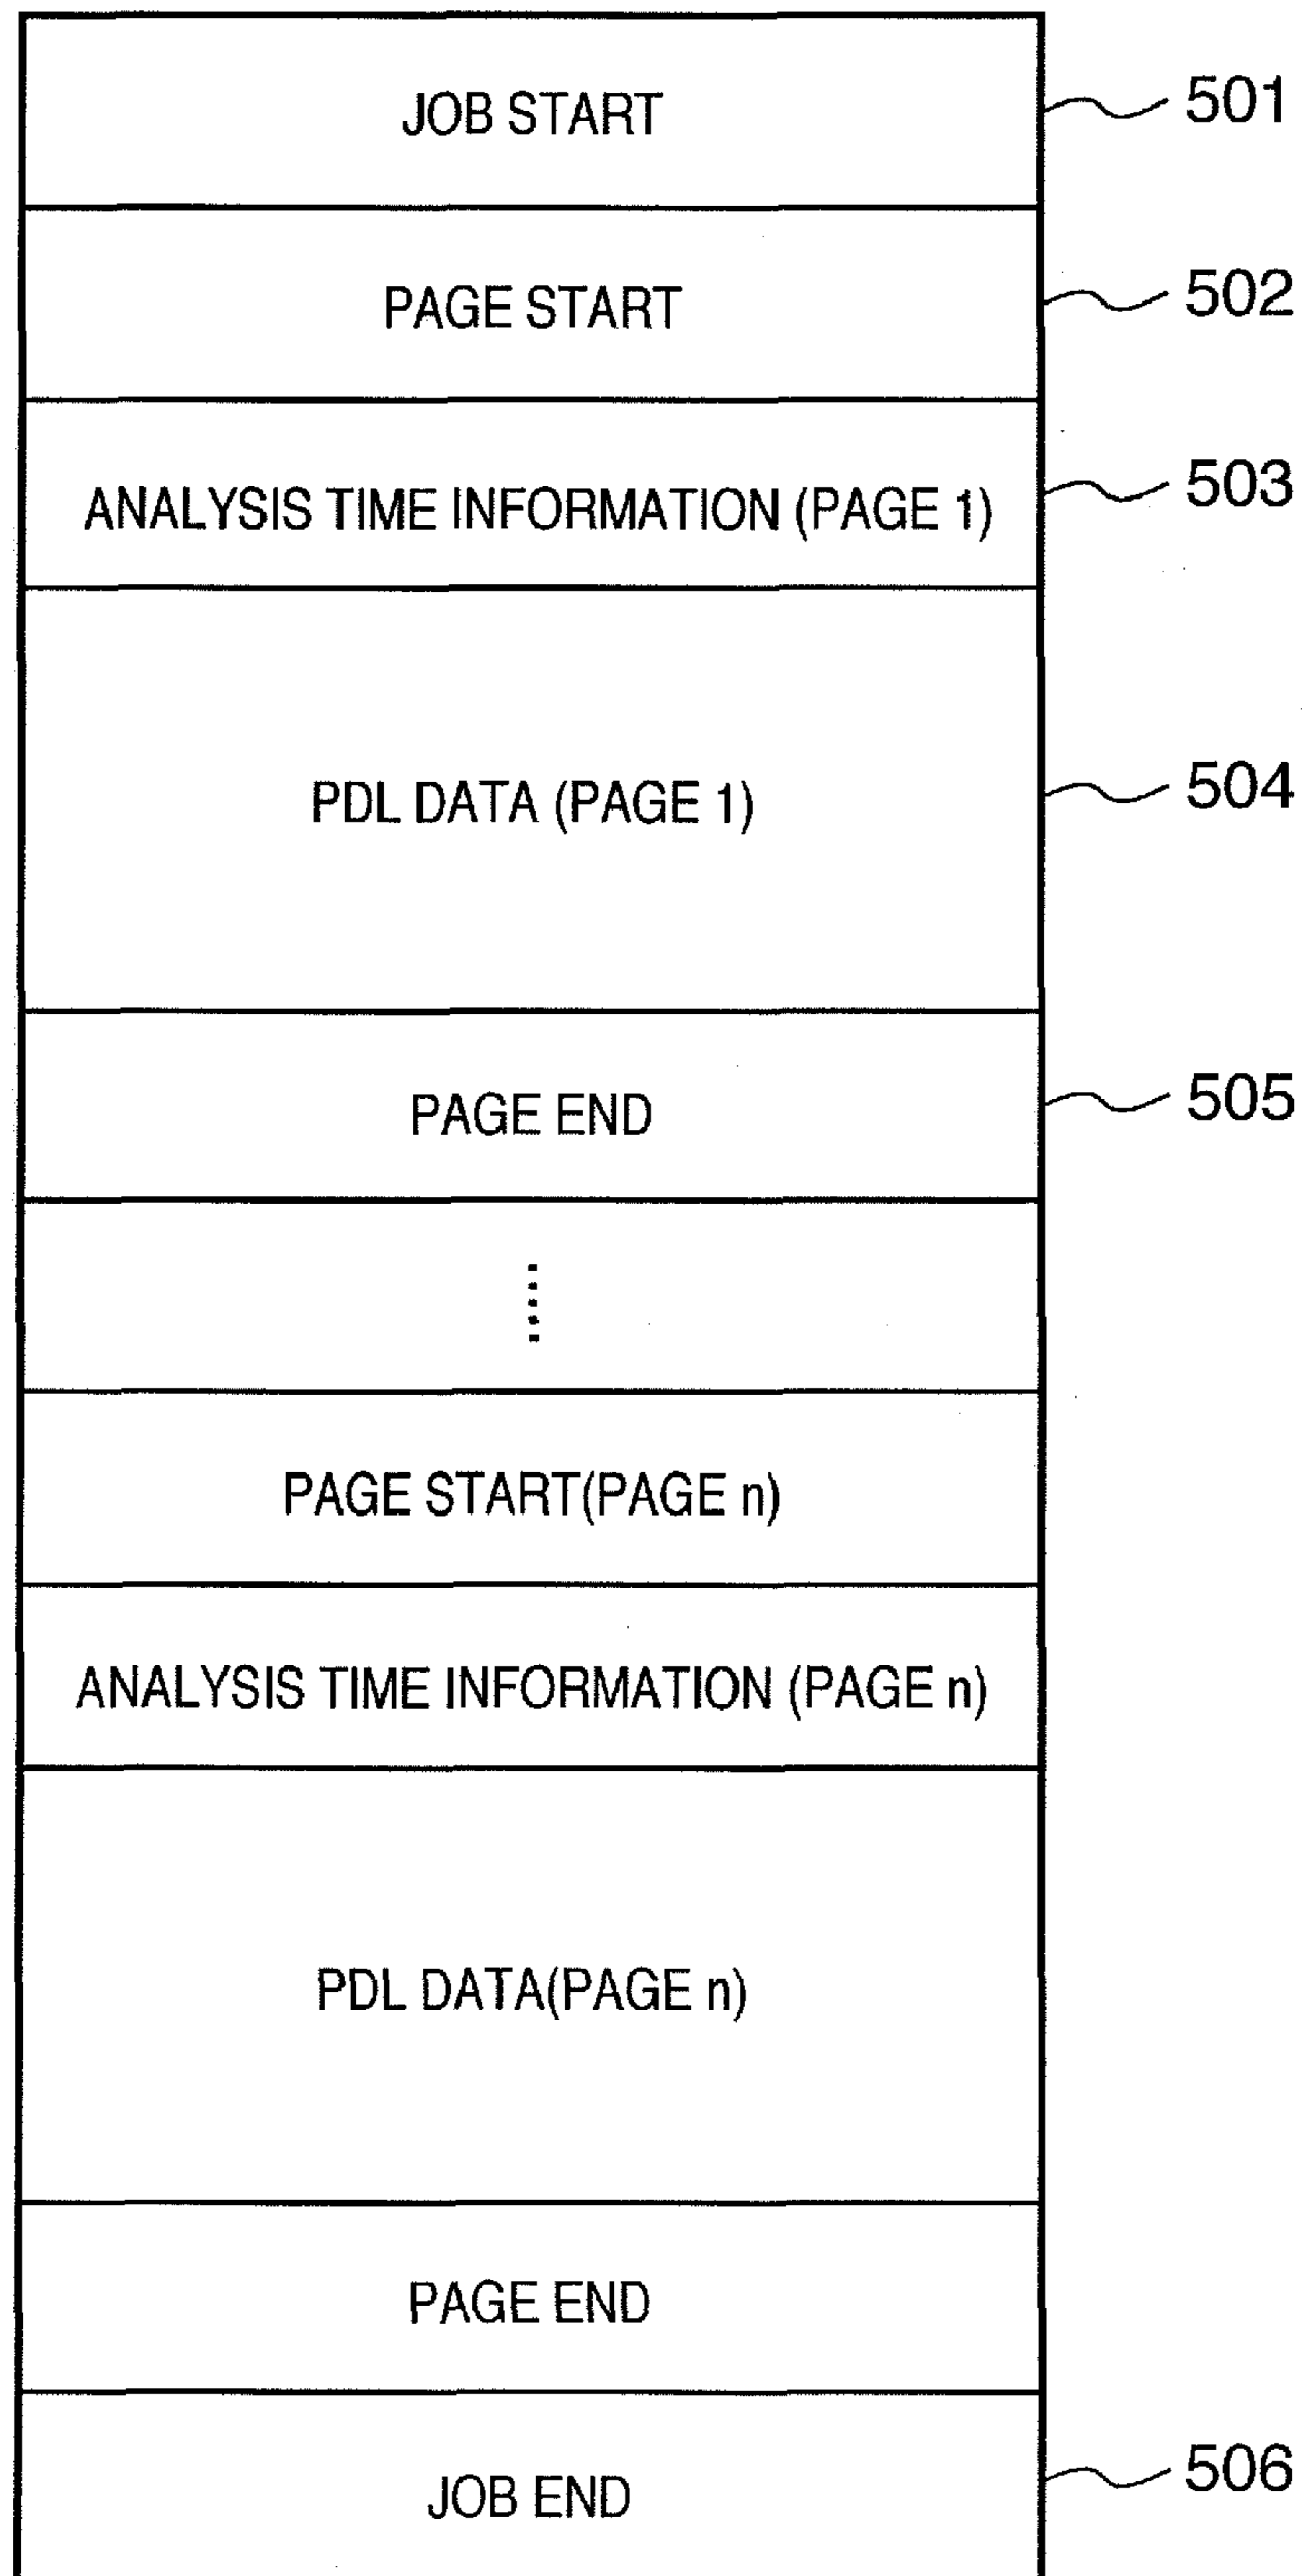 JOB START 501
PAGE START 502
ANALYSIS TIME INFORMATION (PAGE 1) 503
PDL DATA (PAGE 1) 504
PAGE END 505
.....
PAGE START(PAGE n)
ANALYSIS TIME INFORMATION (PAGE n)
PDL DATA(PAGE n)
PAGE END
JOB END 506